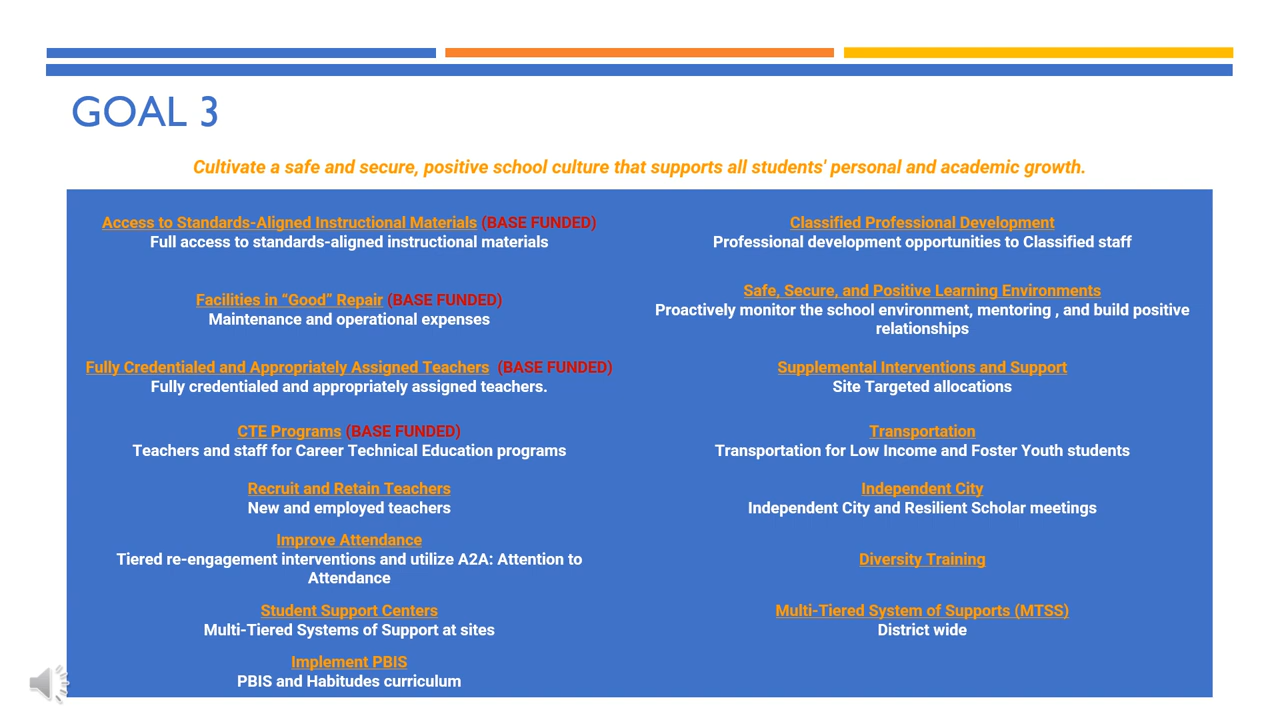 GOAL 3
Cultivate a safe and secure, positive school culture that supports all students' personal and academic growth.
Access to Standards-Aligned Instructional Materials (BASE FUNDED)
Full access to standards-aligned instructional materials
Facilities in “Good” Repair (BASE FUNDED)
Maintenance and operational expenses
Fully Credentialed and Appropriately Assigned Teachers (BASE FUNDED)
Fully credentialed and appropriately assigned teachers.
CTE Programs (BASE FUNDED)
Teachers and staff for Career Technical Education programs
Recruit and Retain Teachers
New and employed teachers
Improve Attendance
Tiered re-engagement interventions and utilize A2A: Attention to
Attendance
Student Support Centers
Multi-Tiered Systems of Support at sites
Implement PBIS
PBIS and Habitudes curriculum
Classified Professional Development
Professional development opportunities to Classified staff
Safe, Secure, and Positive Learning Environments
Proactively monitor the school environment, mentoring , and build positive
relationships
Supplemental Interventions and Support
Site Targeted allocations
Transportation
Transportation for Low Income and Foster Youth students
Independent City
Independent City and Resilient Scholar meetings
Diversity Training
Multi-Tiered System of Supports (MTSS)
District wide